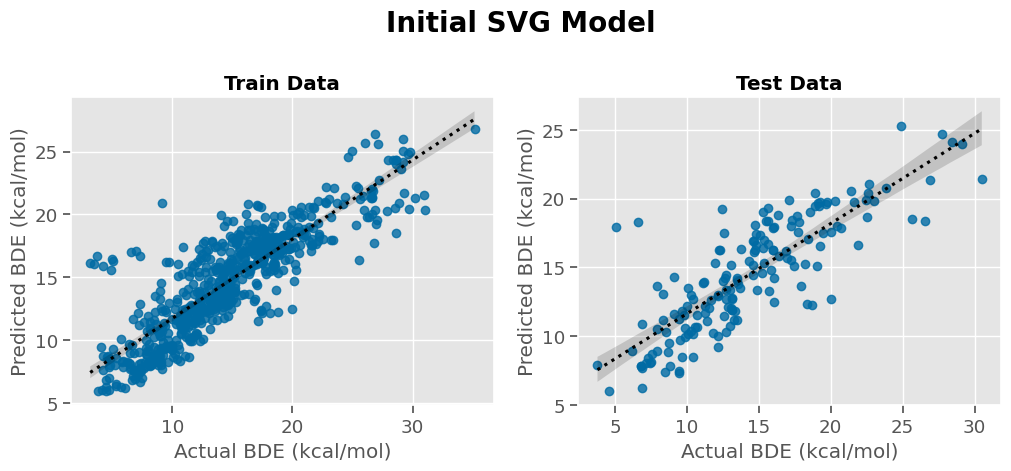 Initial SVG Model
Train Data
Test Data
Predicted BDE (kcal/mol)
25
20
15
10
5
10
20
30
Actual BDE (kcal/mol)
Predicted BDE (kcal/mol)
25
20
15
10
5
5
10
15
20
25
30
Actual BDE (kcal/mol)